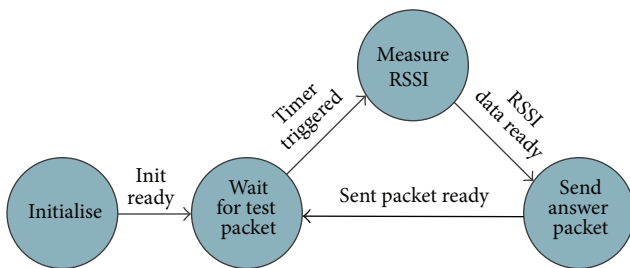 Measure
RSSI
Timer
triggered
RSSI
data ready
Initialise
Init
ready
Wait
for test
packet
Sent packet ready
Send
answer
packet